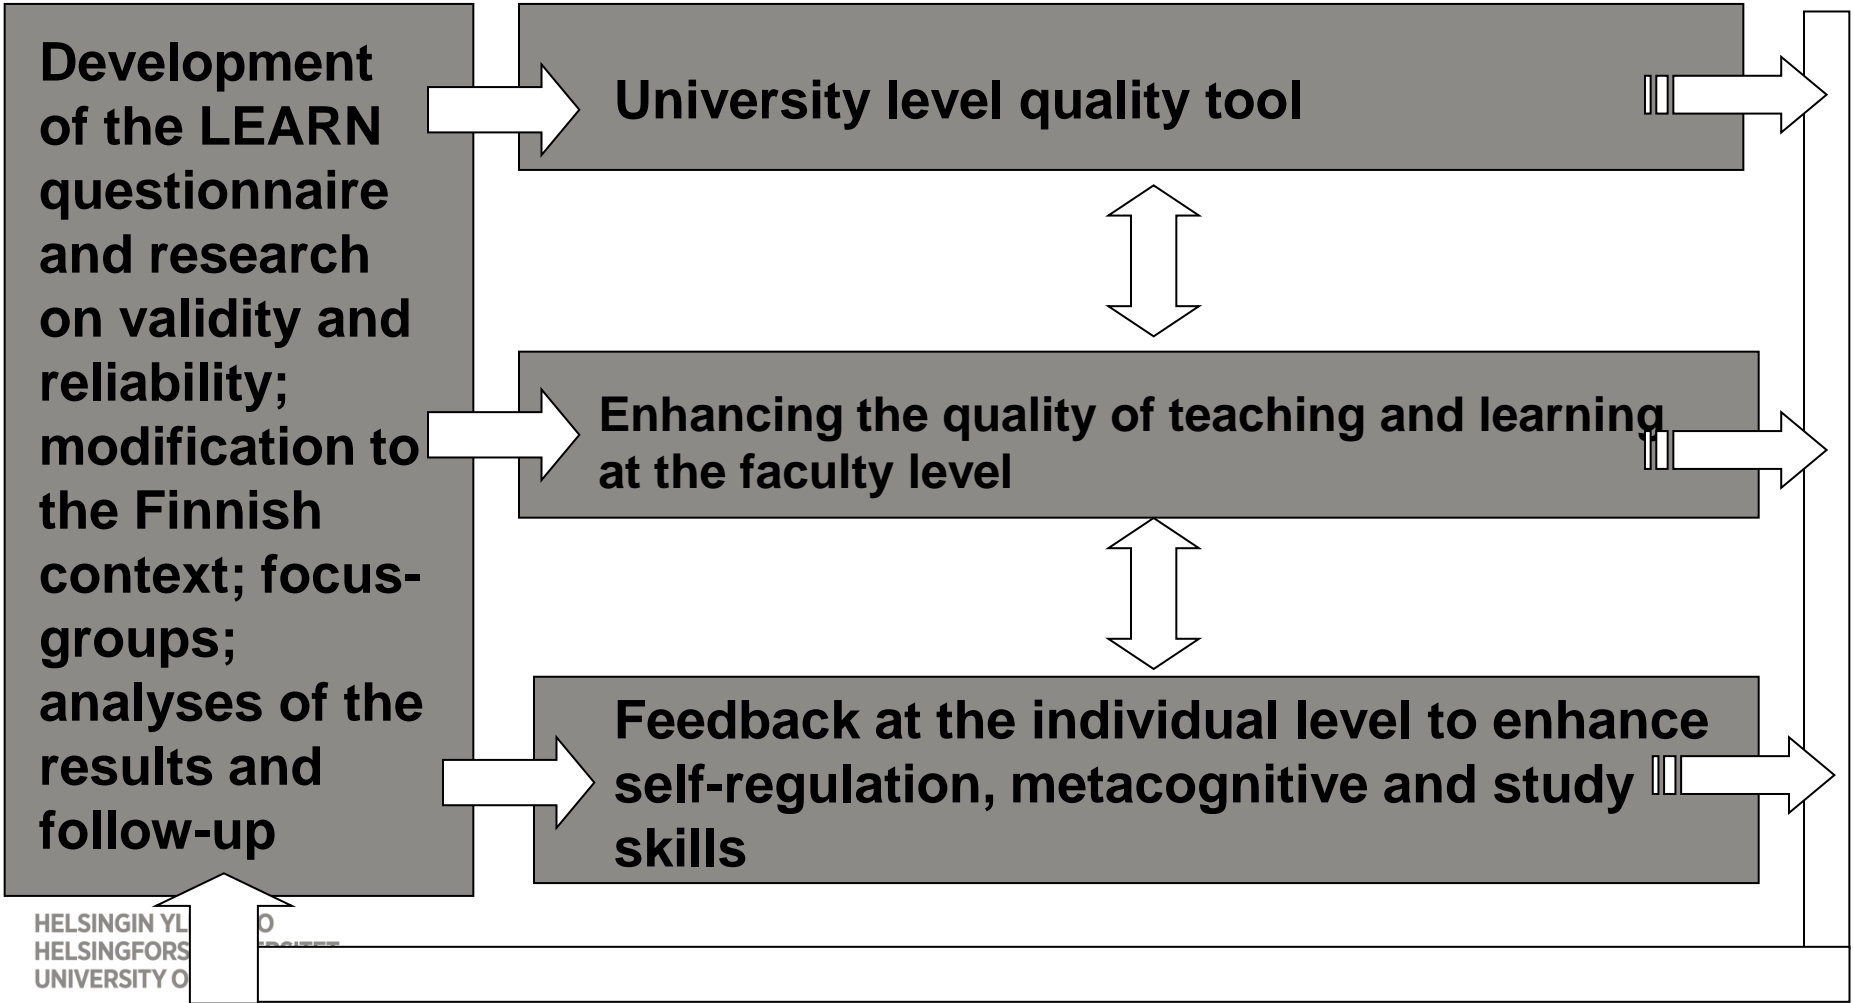 Development
of the LEARN
questionnaire
and research
on validity and
reliability;
modification to
the Finnish
context; focus-
groups;
analyses of the
results and
follow-up
University level quality tool
Enhancing the quality of teaching and learning
at the faculty level
Feedback at the individual level to enhance
self-regulation, metacognitive and study
skills
HELSINGIN
HELSINGFORS
UNIVERSITY